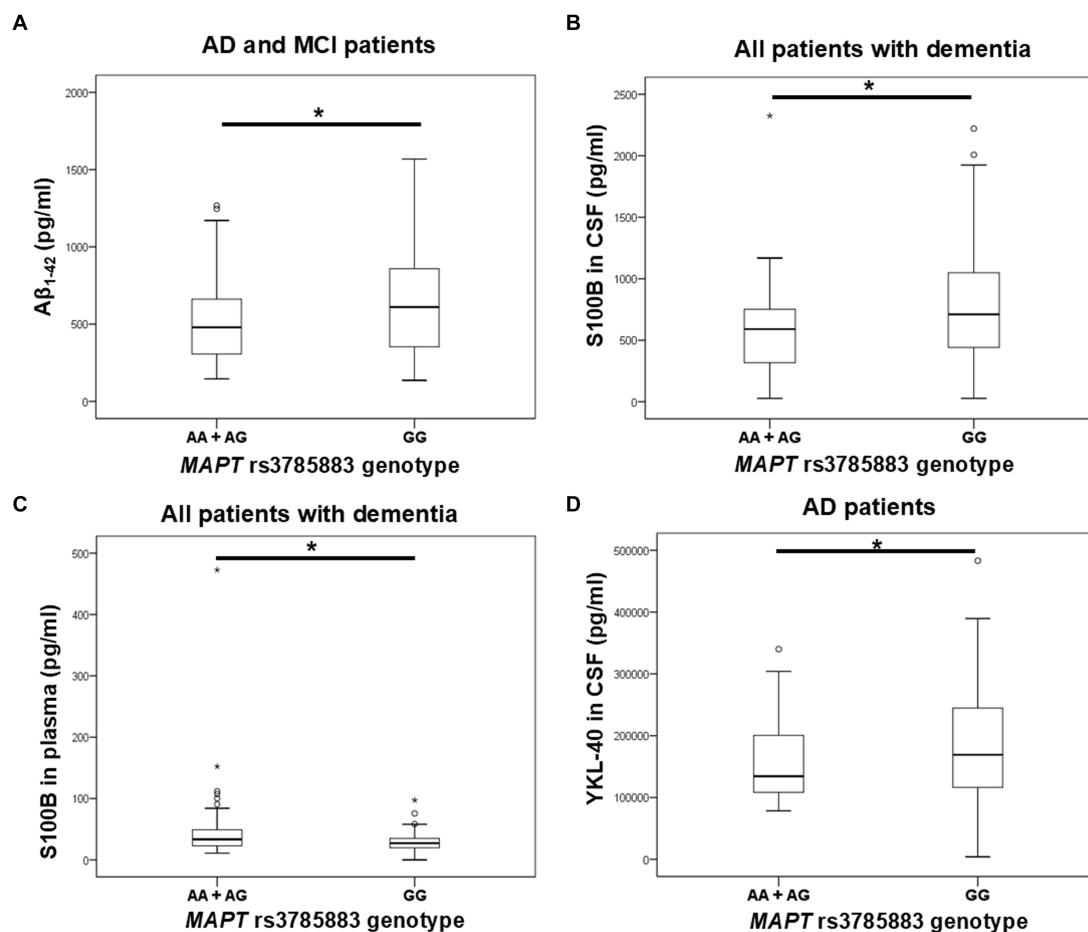 A
AD and MCI patients
2000
1500
1000
500
0
Aβ1-42 (pg/ml)
*
AA + AG
GG
MAPT rs3785883 genotype
B
All patients with dementia
2500
2000
1500
1000
500
0
S100B in CSF (pg/ml)
*
AA + AG
GG
MAPT rs3785883 genotype
C
All patients with dementia
500
400
300
200
100
0
S100B in plasma (pg/ml)
*
AA + AG
GG
MAPT rs3785883 genotype
D
AD patients
500000
400000
300000
200000
100000
0
YKL-40 in CSF (pg/ml)
*
AA + AG
GG
MAPT rs3785883 genotype